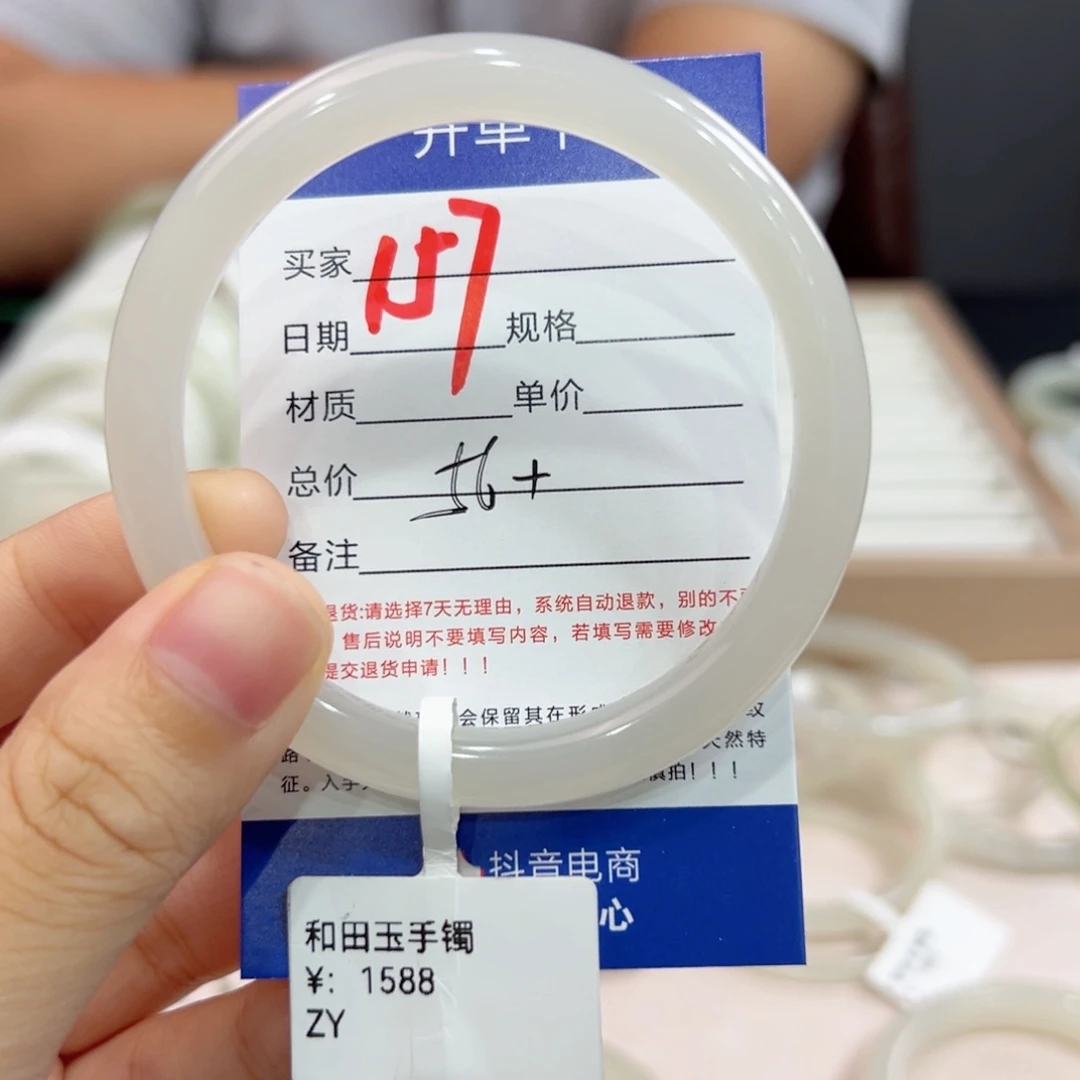 开单
买家
日期 规格
材质 单价
总价 56+
备注
退货:请选择7天无理由，系统自动退款，别的不
售后说明不要填写内容，若填写需要修改
提交退货申请！！！
会保留其在形
路 天然特
征。入手 慎拍！！！
抖音电商
心
和田玉手镯
¥: 1588
ZY